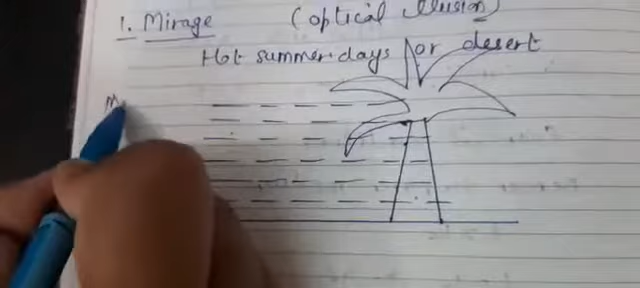 1. Mirage (optical illusion)
Hot summer days or desert